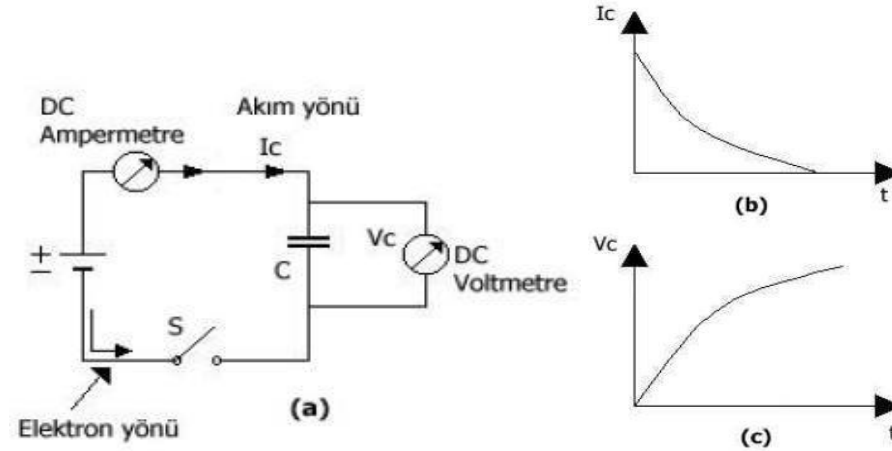 DC
Ampermetre
Akım yönü
Ic
+
−
C
Vc
DC
Voltmetre
S
Elektron yönü
(a)
Ic
t
(b)
Vc
t
(c)